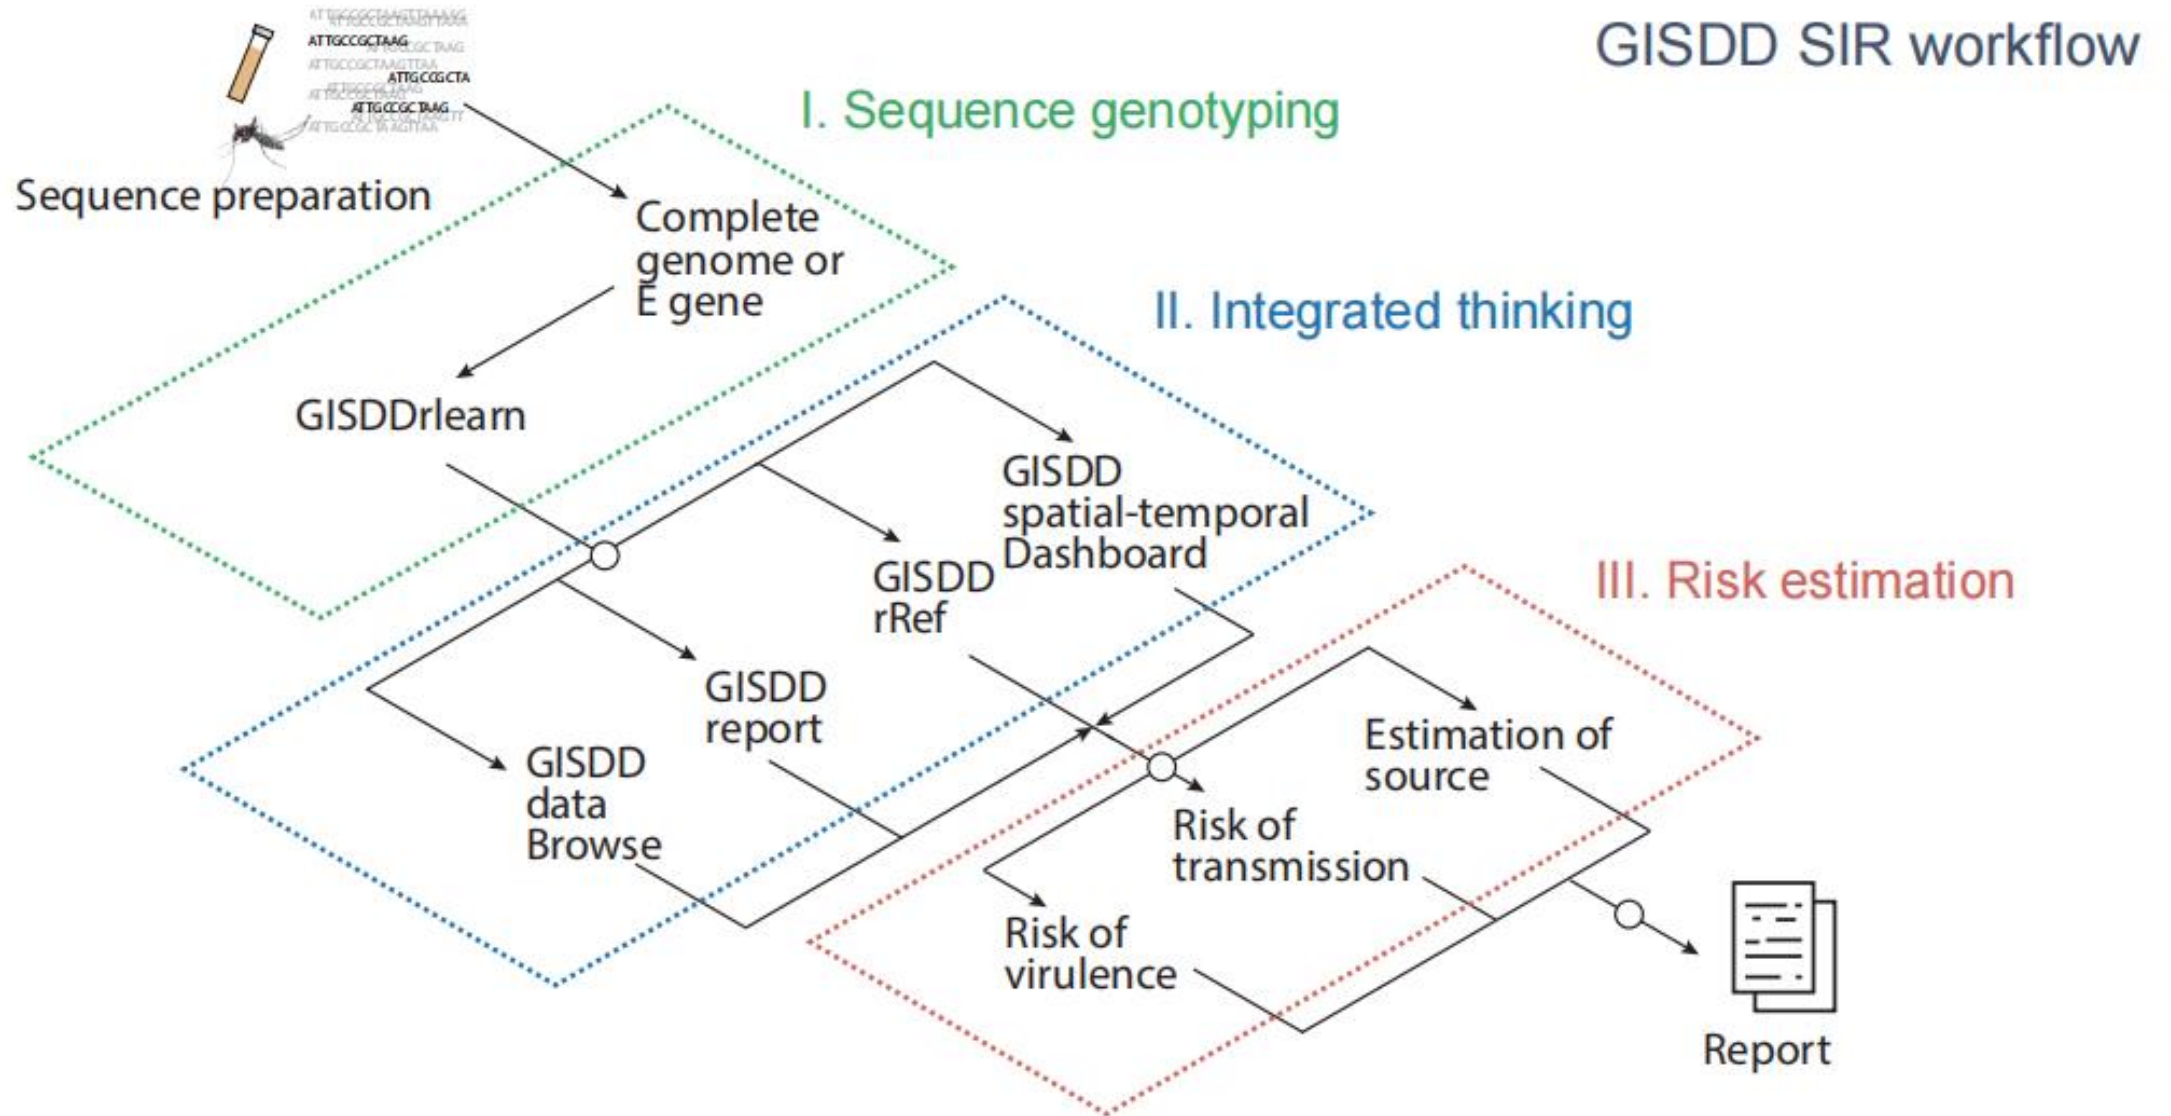 GISDD SIR workflow
ATTGCCGCTAAG
ATTGCCGCTA
ATTGCCGCTAAG
Sequence preparation
I. Sequence genotyping
Complete
genome or
E gene
GISDDrlearn
II. Integrated thinking
GISDD
spatial-temporal
Dashboard
GISDD
rRef
GISDD
report
GISDD
data
Browse
III. Risk estimation
Estimation of
source
Risk of
transmission
Risk of
virulence
Report